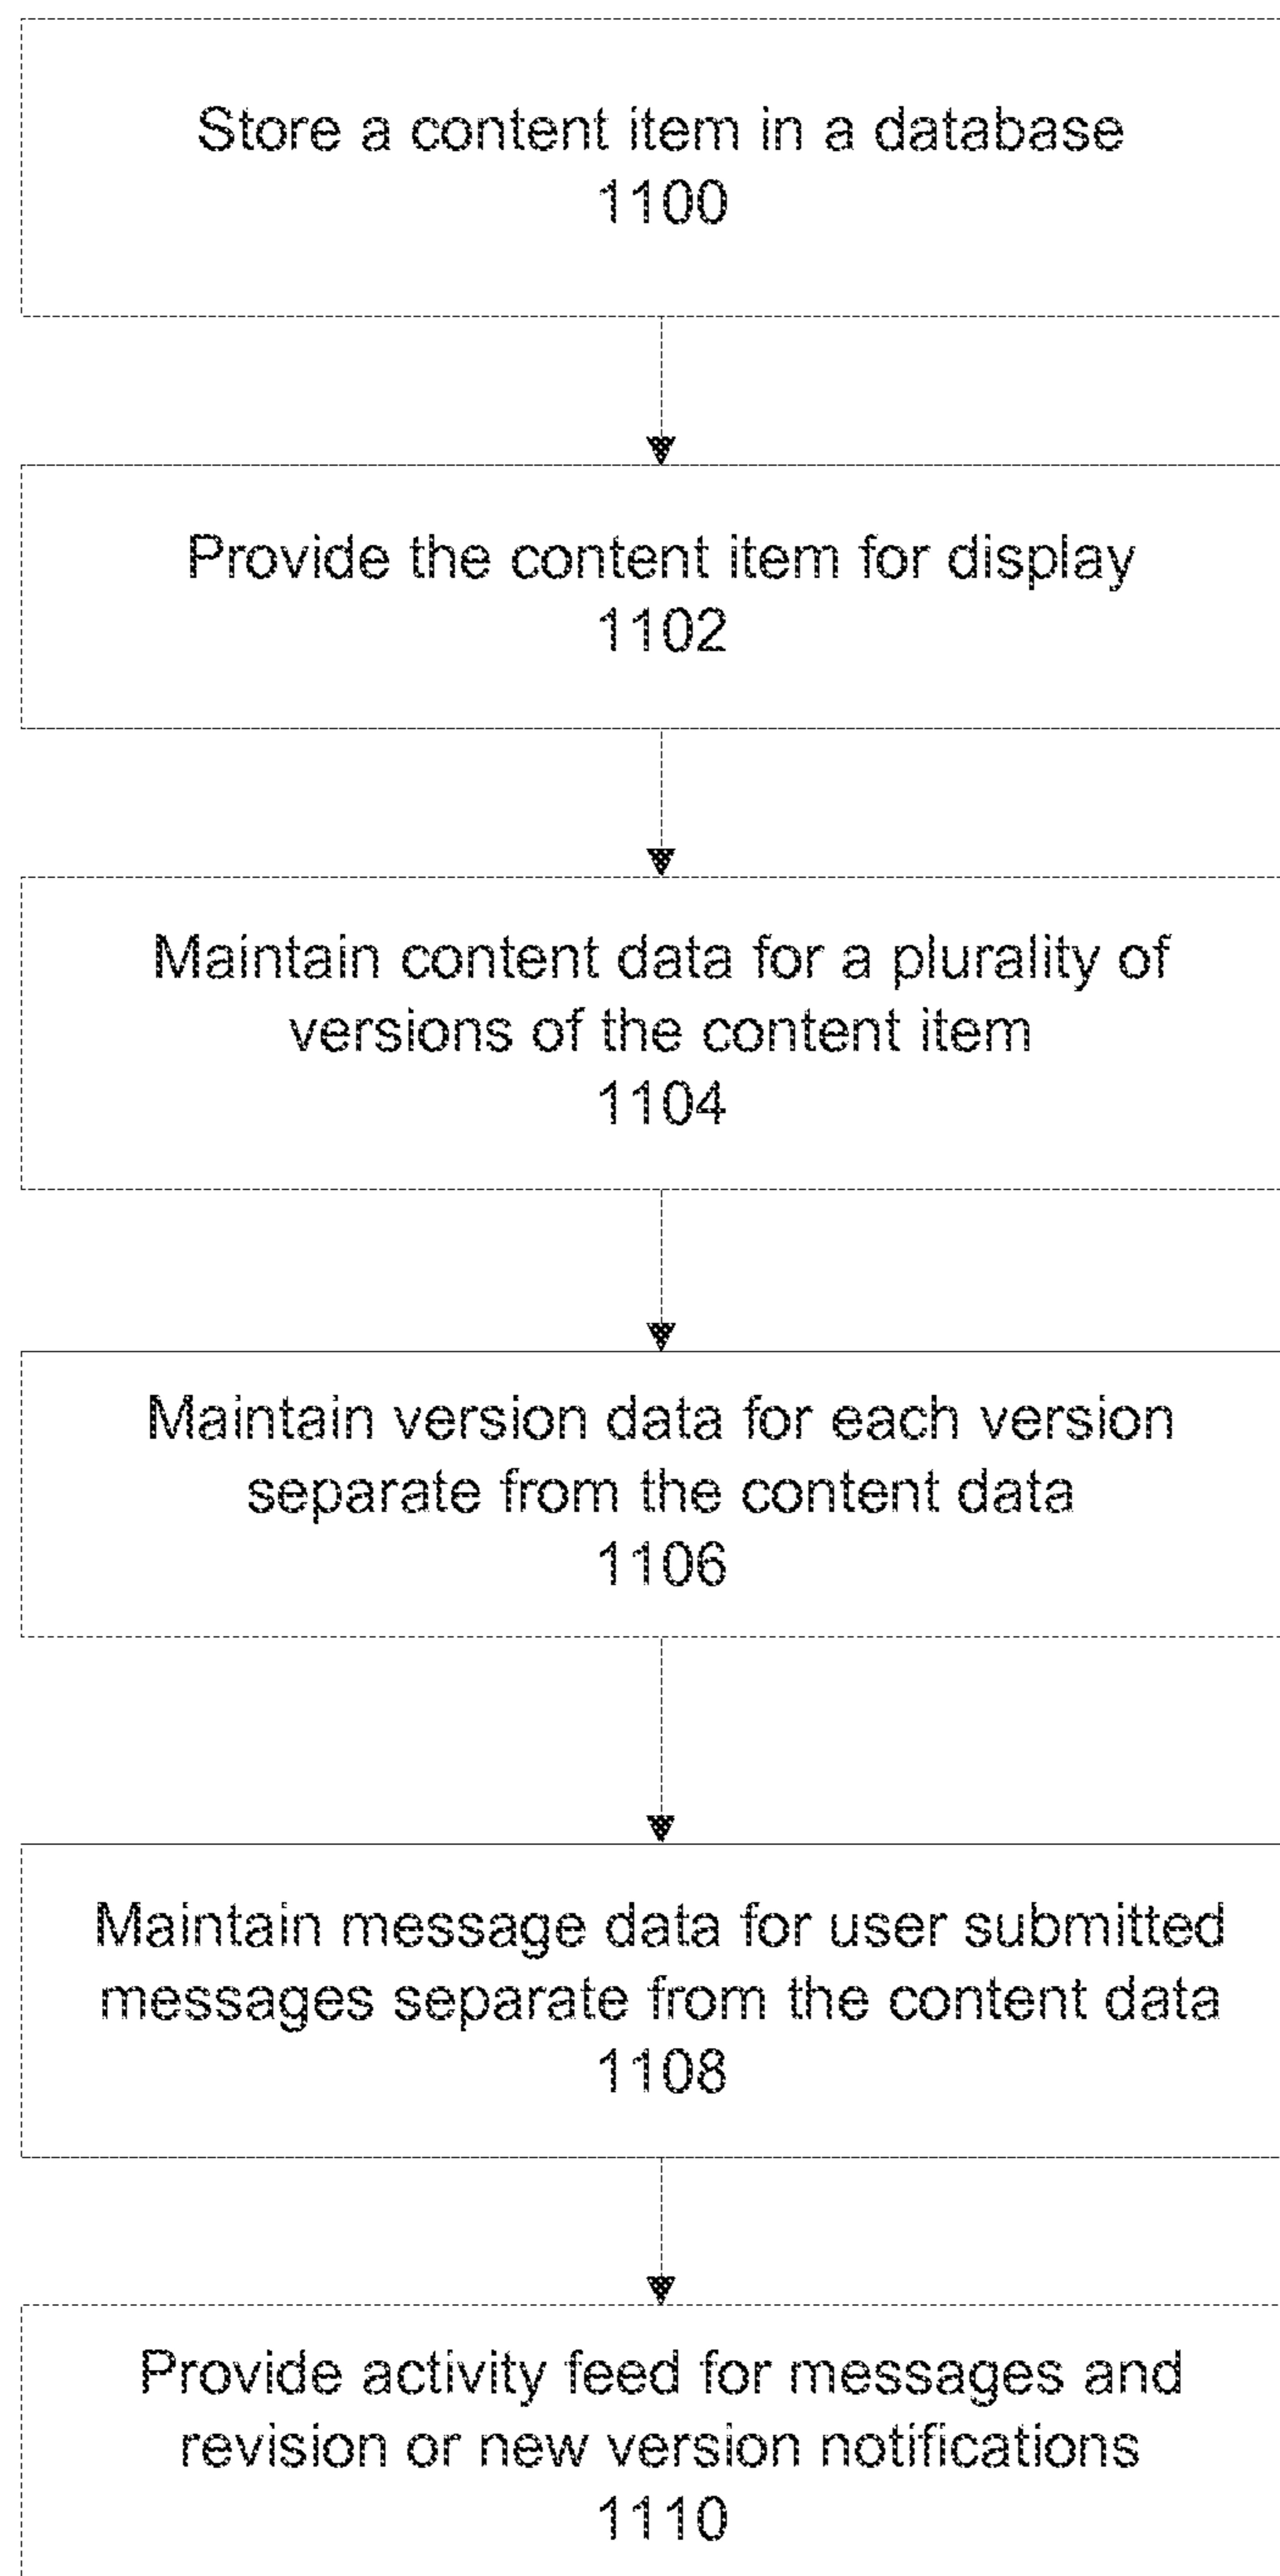 Store a content item in a database
1100
Provide the content item for display
1102
Maintain content data for a plurality of
versions of the content item
1104
Maintain version data for each version
separate from the content data
1106
Maintain message data for user submitted
messages separate from the content data
1108
Provide activity feed for messages and
revision or new version notifications
1110